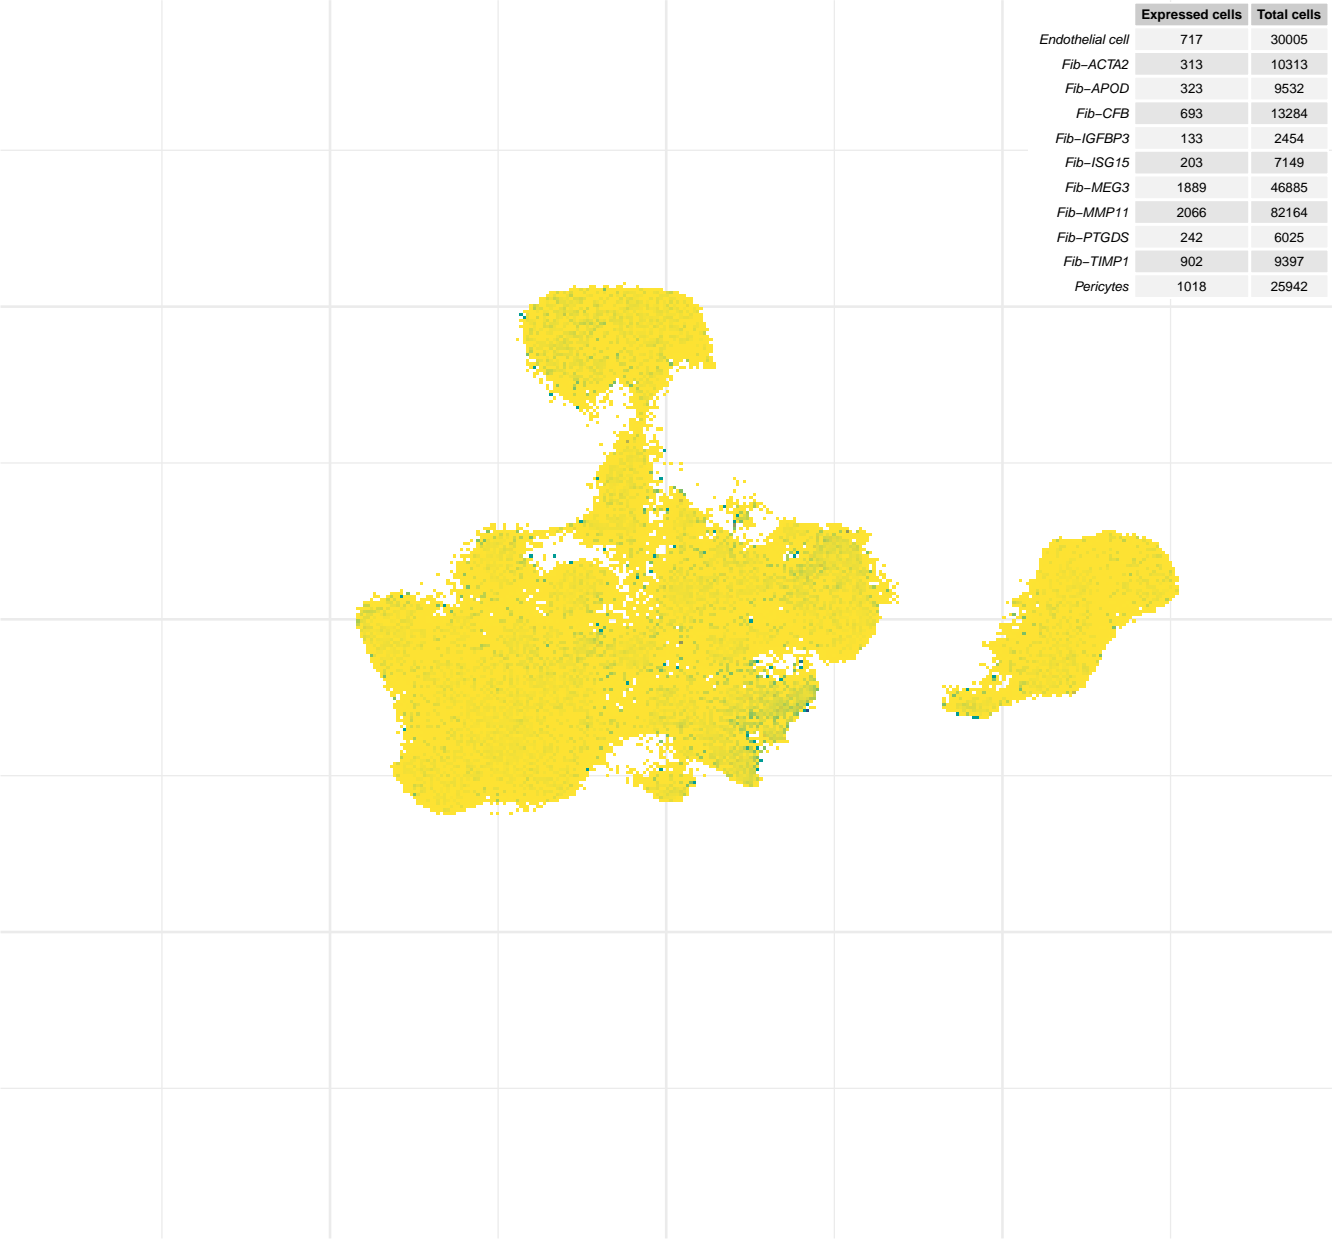 Expressed cells Total cells
Endothelial cell 717 30005
Fib−ACTA2 313 10313
Fib−APOD 323 9532
Fib−CFB 693 13284
Fib−IGFBP3 133 2454
Fib−ISG15 203 7149
Fib−MEG3 1889 46885
Fib−MMP11 2066 82164
Fib−PTGDS 242 6025
Fib−TIMP1 902 9397
Pericytes 1018 25942